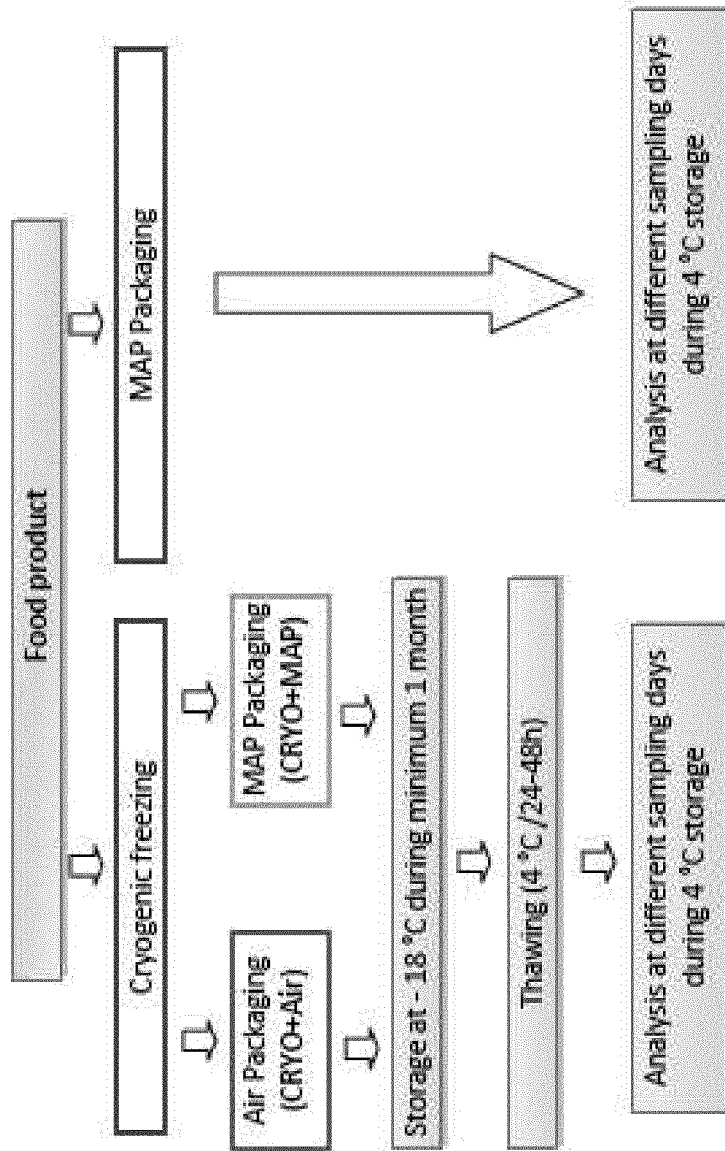 Food product
Cryogenic freezing
MAP Packaging
Air Packaging
(CRYO+Air)
MAP Packaging
(CRYO+MAP)
Storage at - 18 °C during minimum 1 month
Thawing (4 °C /24-48h)
Analysis at different sampling days
during 4 °C storage
Analysis at different sampling days
during 4 °C storage